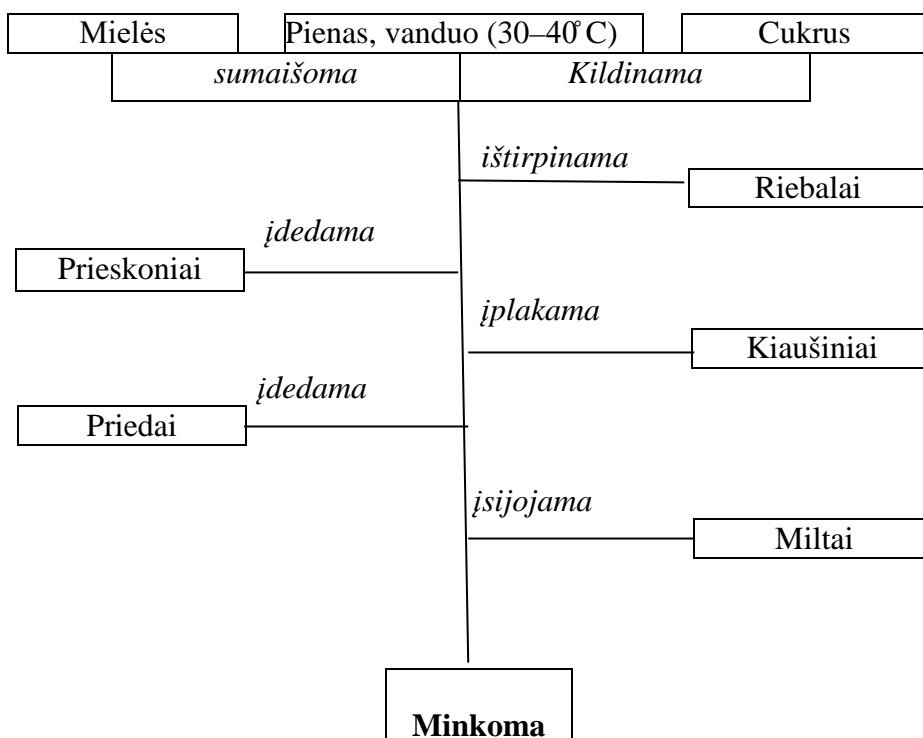 Mielės
Pienas, vanduo (30–40°C)
Cukrus
sumaišoma
Kildinama
ištirpinama
Riebalai
įdedama
Prieskoniai
įplakama
Kiaušiniai
įdedama
Priedai
įsijojama
Miltai
Minkoma